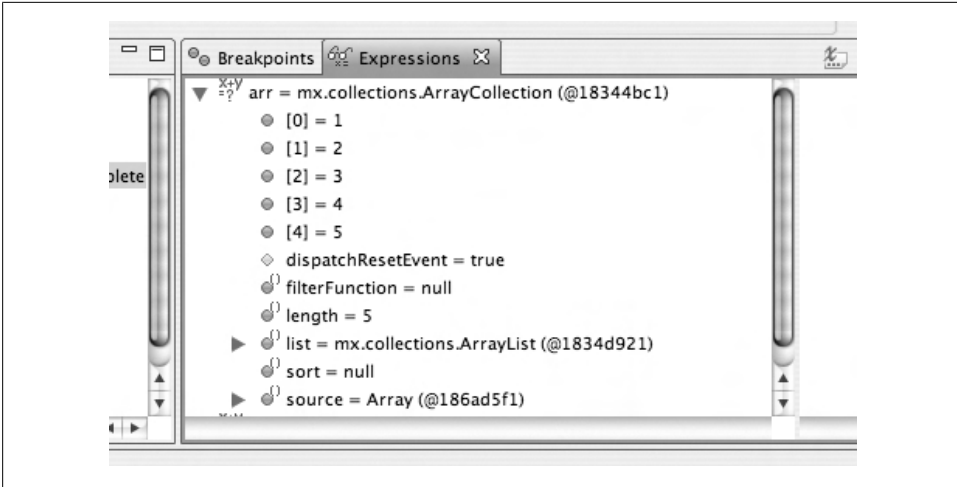 Breakpoints Expressions
x+y =? arr = mx.collections.ArrayCollection (@18344bc1)
[0] = 1
[1] = 2
plete
[2] = 3
[3] = 4
[4] = 5
dispatchResetEvent = true
filterFunction = null
length = 5
list = mx.collections.ArrayList (@1834d921)
sort = null
source = Array (@186ad5f1)